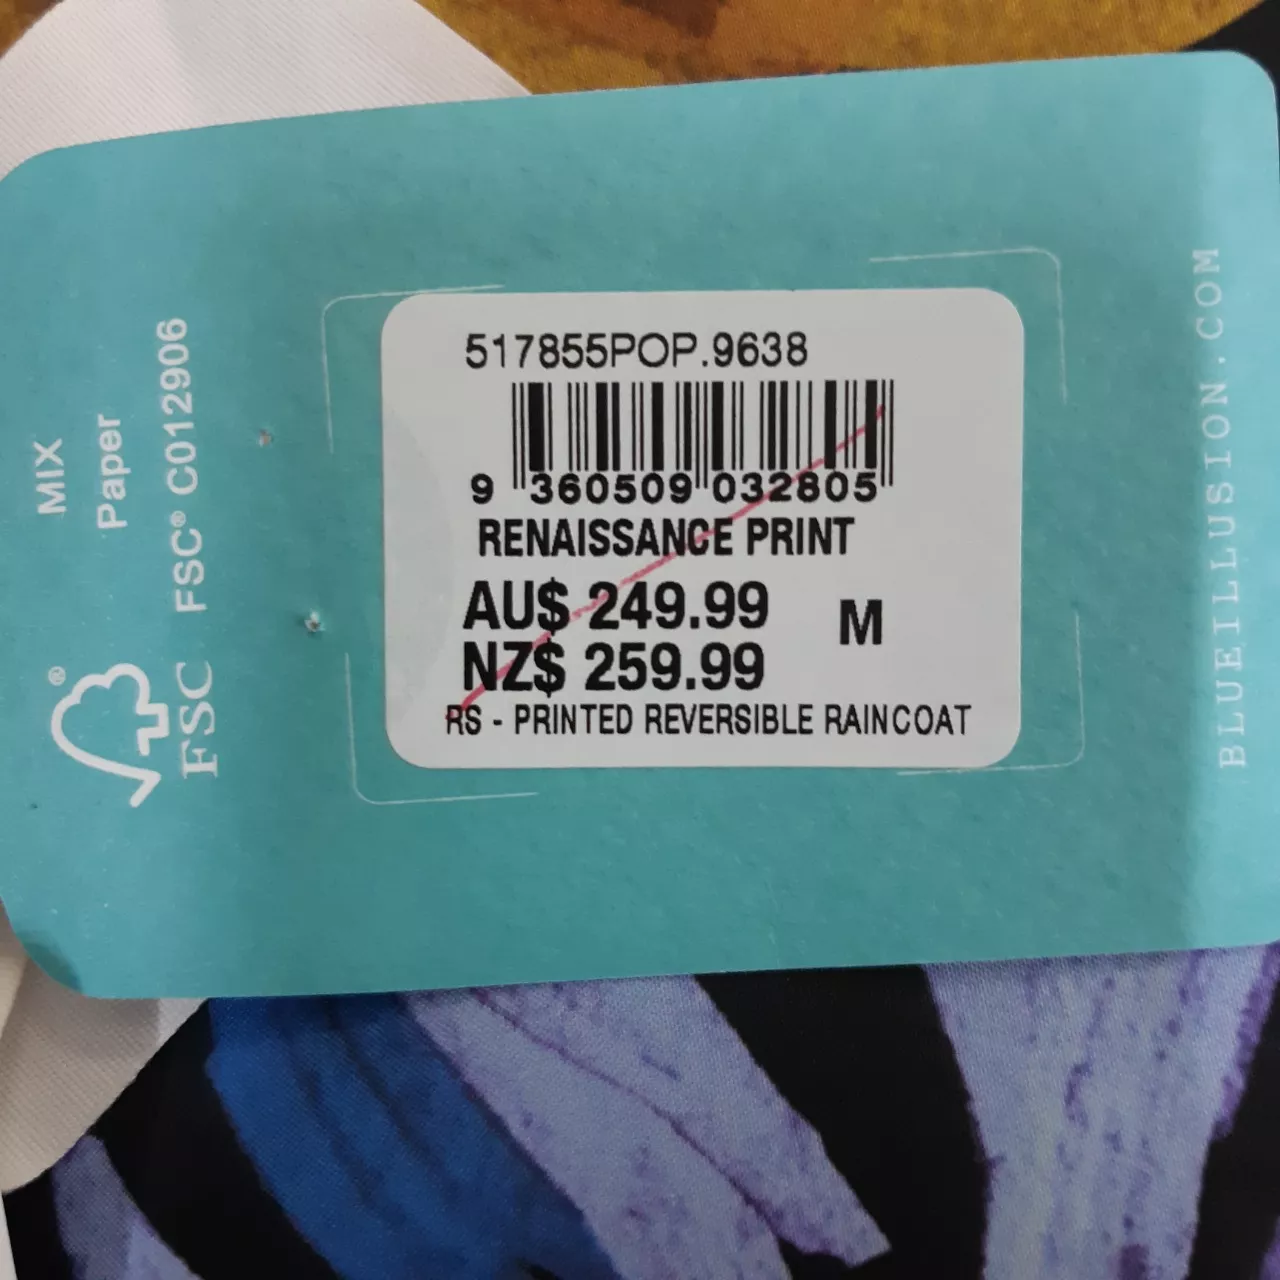 517855POP.9638
9 360509 032805
RENAISSANCE PRINT
AU$ 249.99
M
NZ$ 259.99
RS - PRINTED REVERSIBLE RAINCOAT
MIX
Paper
FSC® C012906
®
FSC
BLUEILLUSION.COM